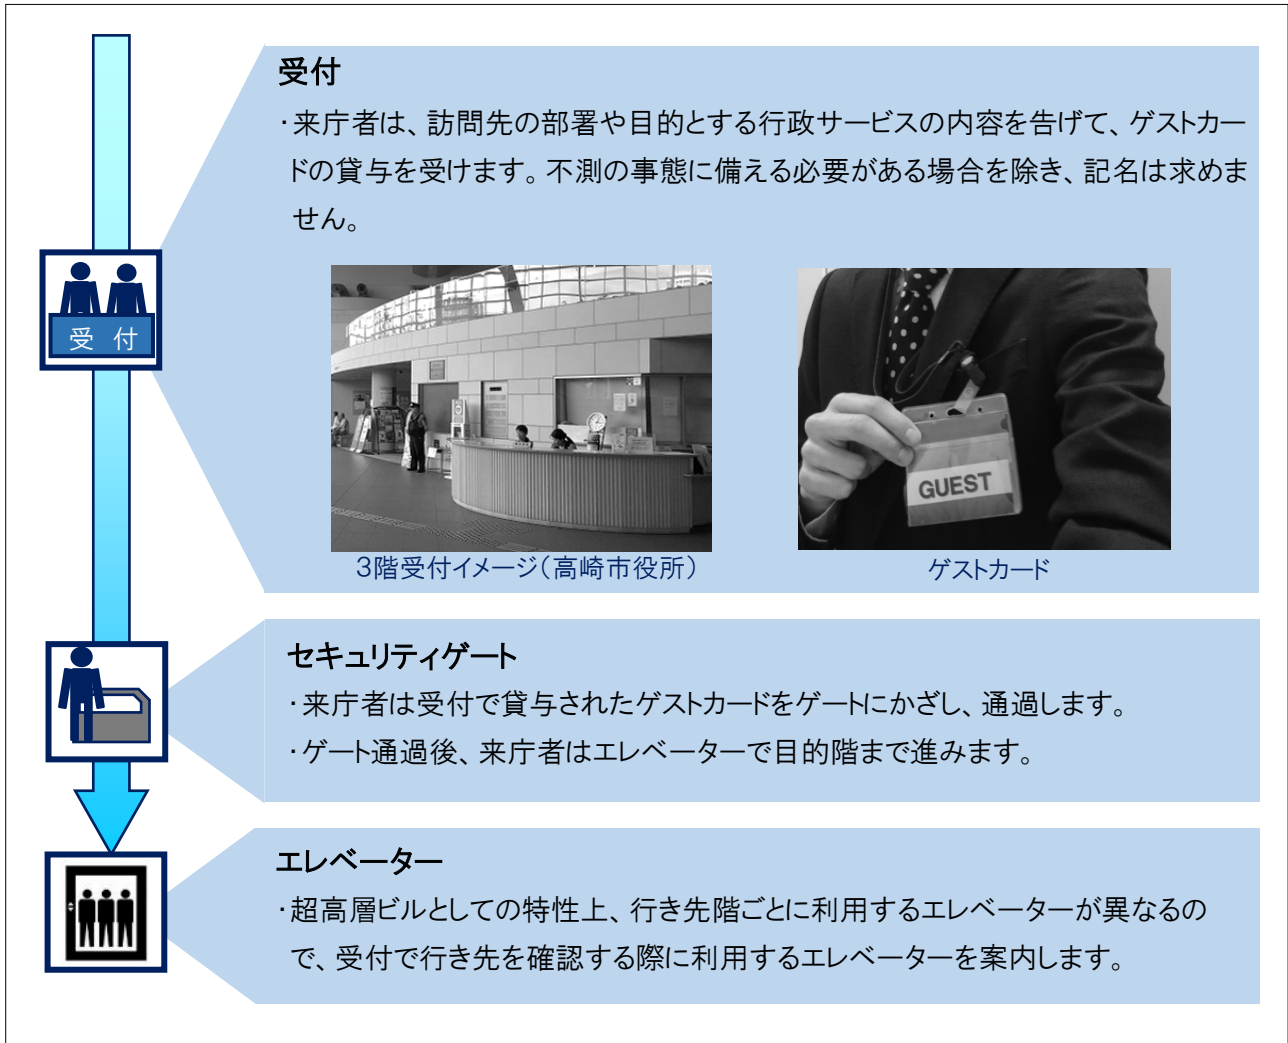 受付
・来庁者は、訪問先の部署や目的とする行政サービスの内容を告げて、ゲストカー
ドの貸与を受けます。不測の事態に備える必要がある場合を除き、記名は求めま
せん。
受 付
GUEST
3階受付イメージ（高崎市役所）
ゲストカード
セキュリティゲート
・来庁者は受付で貸与されたゲストカードをゲートにかざし、通過します。
・ゲート通過後、来庁者はエレベーターで目的階まで進みます。
エレベーター
・超高層ビルとしての特性上、行き先階ごとに利用するエレベーターが異なるの
で、受付で行き先を確認する際に利用するエレベーターを案内します。